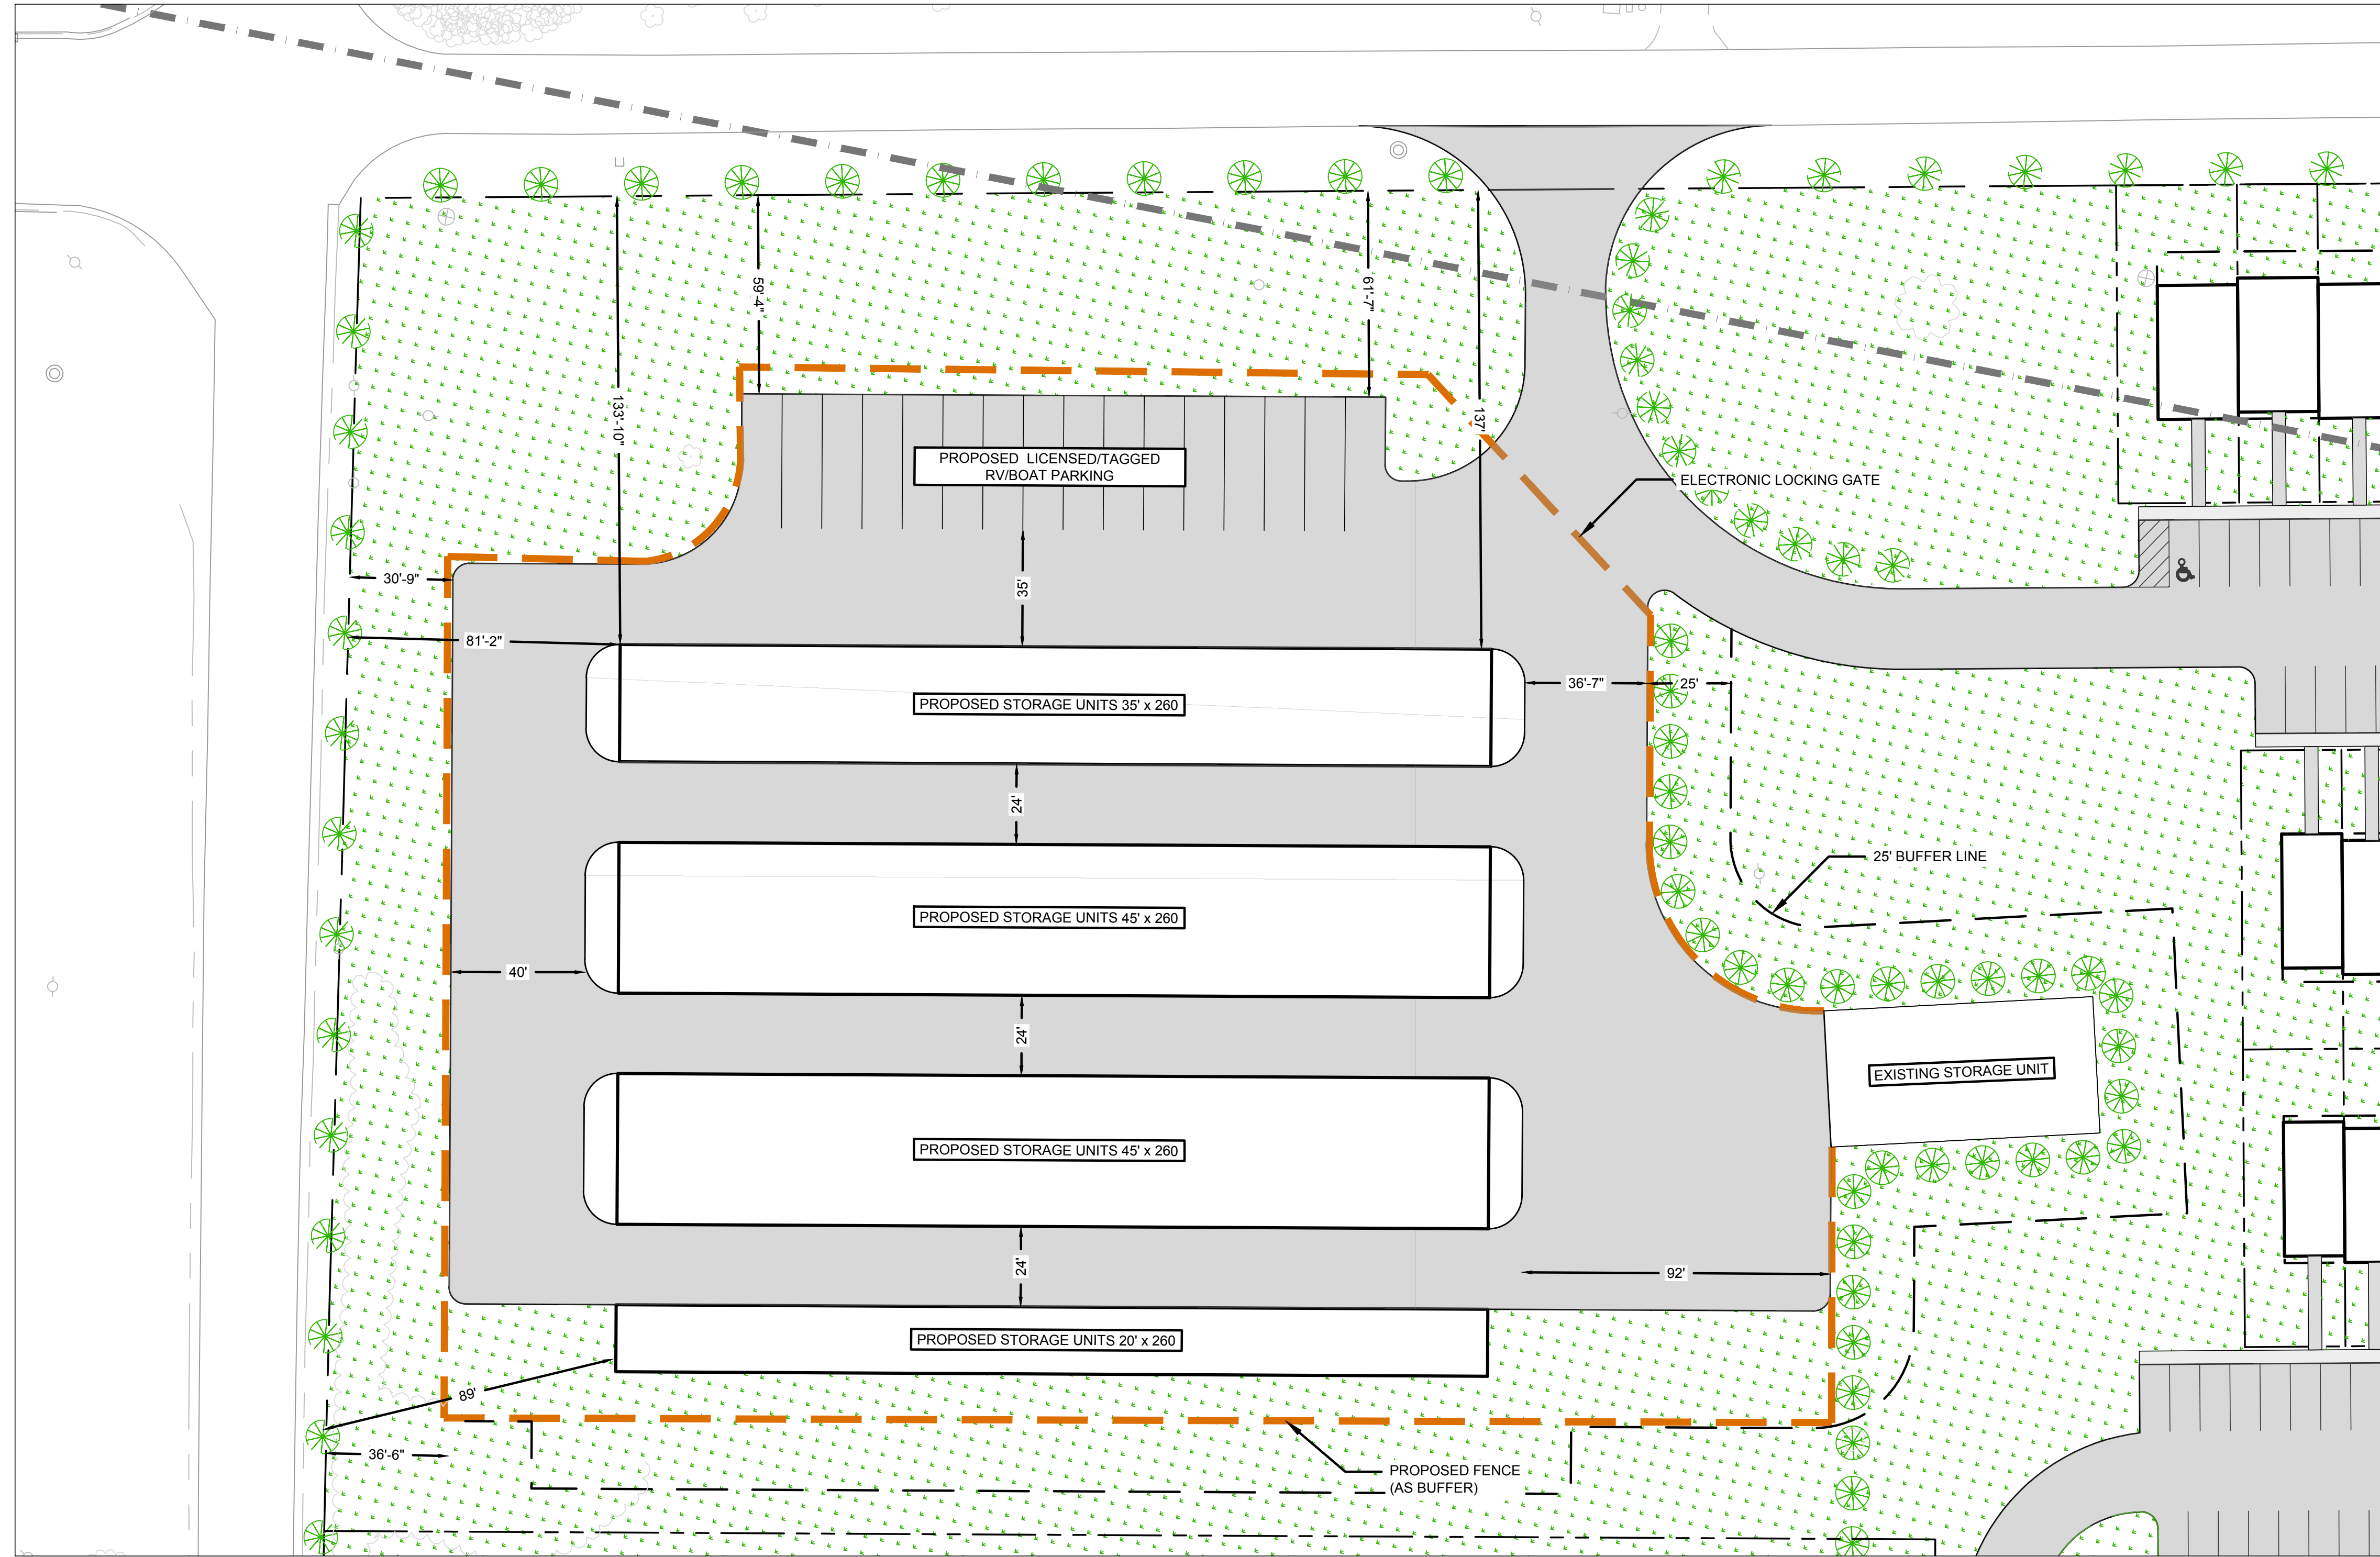 59'-4"
61'-7"
133'-10"
137'
PROPOSED  LICENSED/TAGGED
RV/BOAT PARKING
ELECTRONIC LOCKING GATE
30'-9"
35'
81'-2"
36'-7"
25'
PROPOSED STORAGE UNITS 35' x 260
24'
25' BUFFER LINE
PROPOSED STORAGE UNITS 45' x 260
40'
24'
EXISTING STORAGE UNIT
PROPOSED STORAGE UNITS 45' x 260
24'
92'
PROPOSED STORAGE UNITS 20' x 260
89'
36'-6"
PROPOSED FENCE
(AS BUFFER)